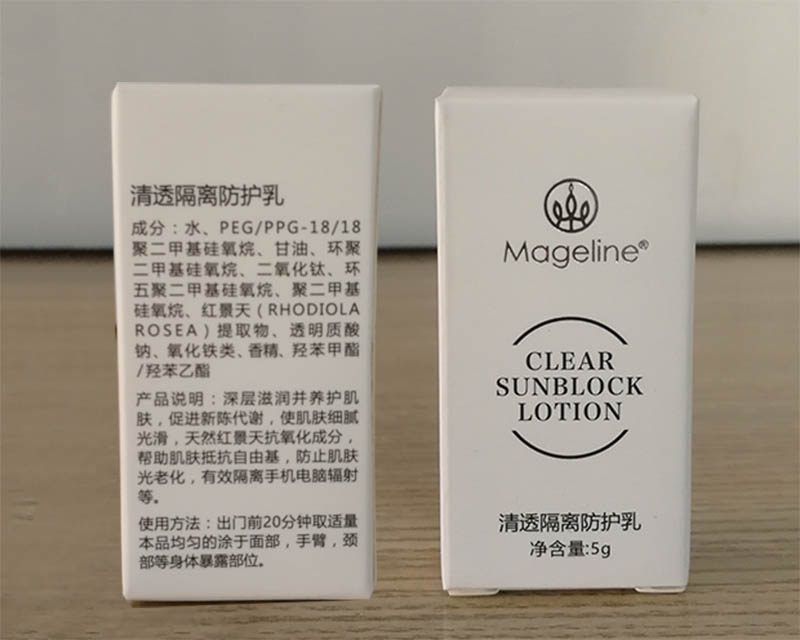 清透隔离防护乳
成分：水、PEG/PPG-18/18
聚二甲基硅氧烷、甘油、环聚
二甲基硅氧烷、二氧化钛、环
五聚二甲基硅氧烷、聚二甲基
硅氧烷、红景天（RHODIOLA
ROSEA）提取物、透明质酸
钠、氧化铁类、香精、羟苯甲酯
/羟苯乙酯
产品说明：深层滋润并养护肌
肤，促进新陈代谢，使肌肤细腻
光滑，天然红景天抗氧化成分，
帮助肌肤抵抗自由基，防止肌肤
光老化，有效隔离手机电脑辐射
等。
使用方法：出门前20分钟取适量
本品均匀的涂于面部，手臂，颈
部等身体暴露部位。
Mageline®
CLEAR
SUNBLOCK
LOTION
清透隔离防护乳
净含量:5g